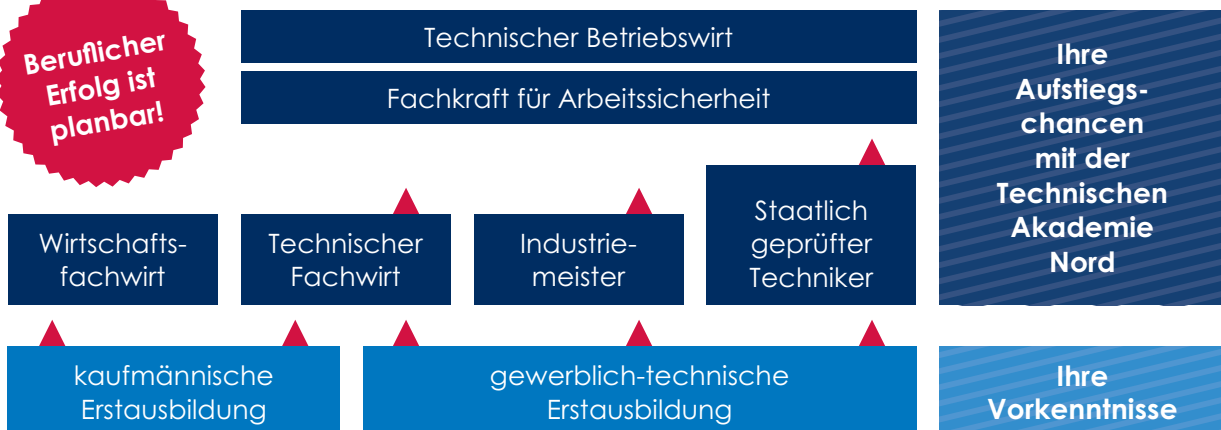 Beruflicher
Erfolg ist
planbar!
Technischer Betriebswirt
Fachkraft für Arbeitssicherheit
Wirtschafts-
fachwirt
Technischer
Fachwirt
Industrie-
meister
Staatlich
geprüfter
Techniker
kaufmännische
Erstausbildung
gewerblich-technische
Erstausbildung
Ihre
Aufstiegs-
chancen
mit der
Technischen
Akademie
Nord
Ihre
Vorkenntnisse